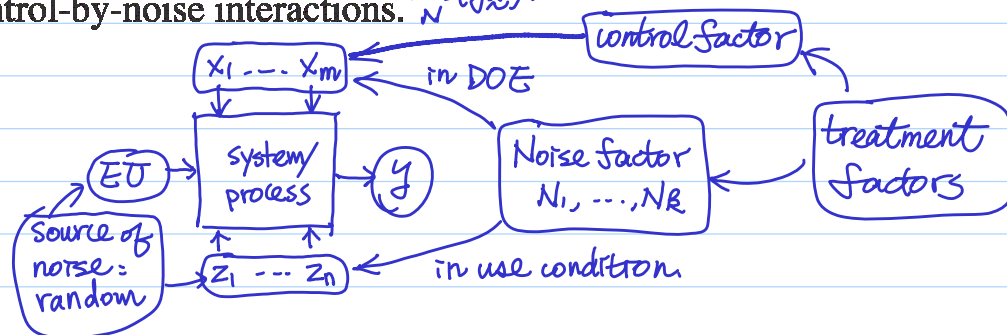 ntrol-by-noise interactions.
N
control factor
X1 .... Xm
in DOE
treatment
factors
Noise factor
N1, ..., Nk
system/
process
y
EU
source of
noise:
random
Z1 --- Zn
in use condition